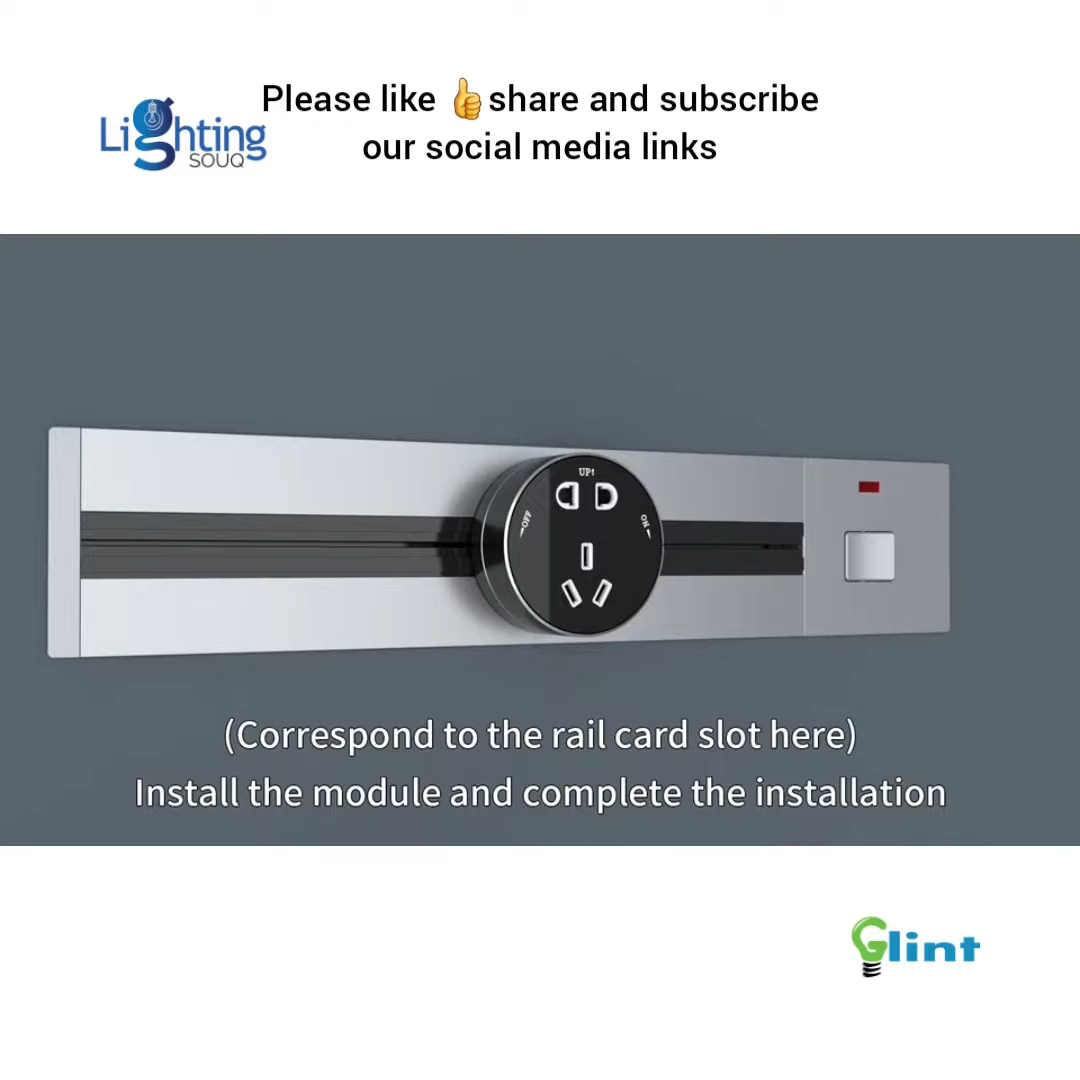 Please like 👍share and subscribe
our social media links
Lighting
SOUQ
UP↑
OFF
ON
(Correspond to the rail card slot here)
Install the module and complete the installation
Glint